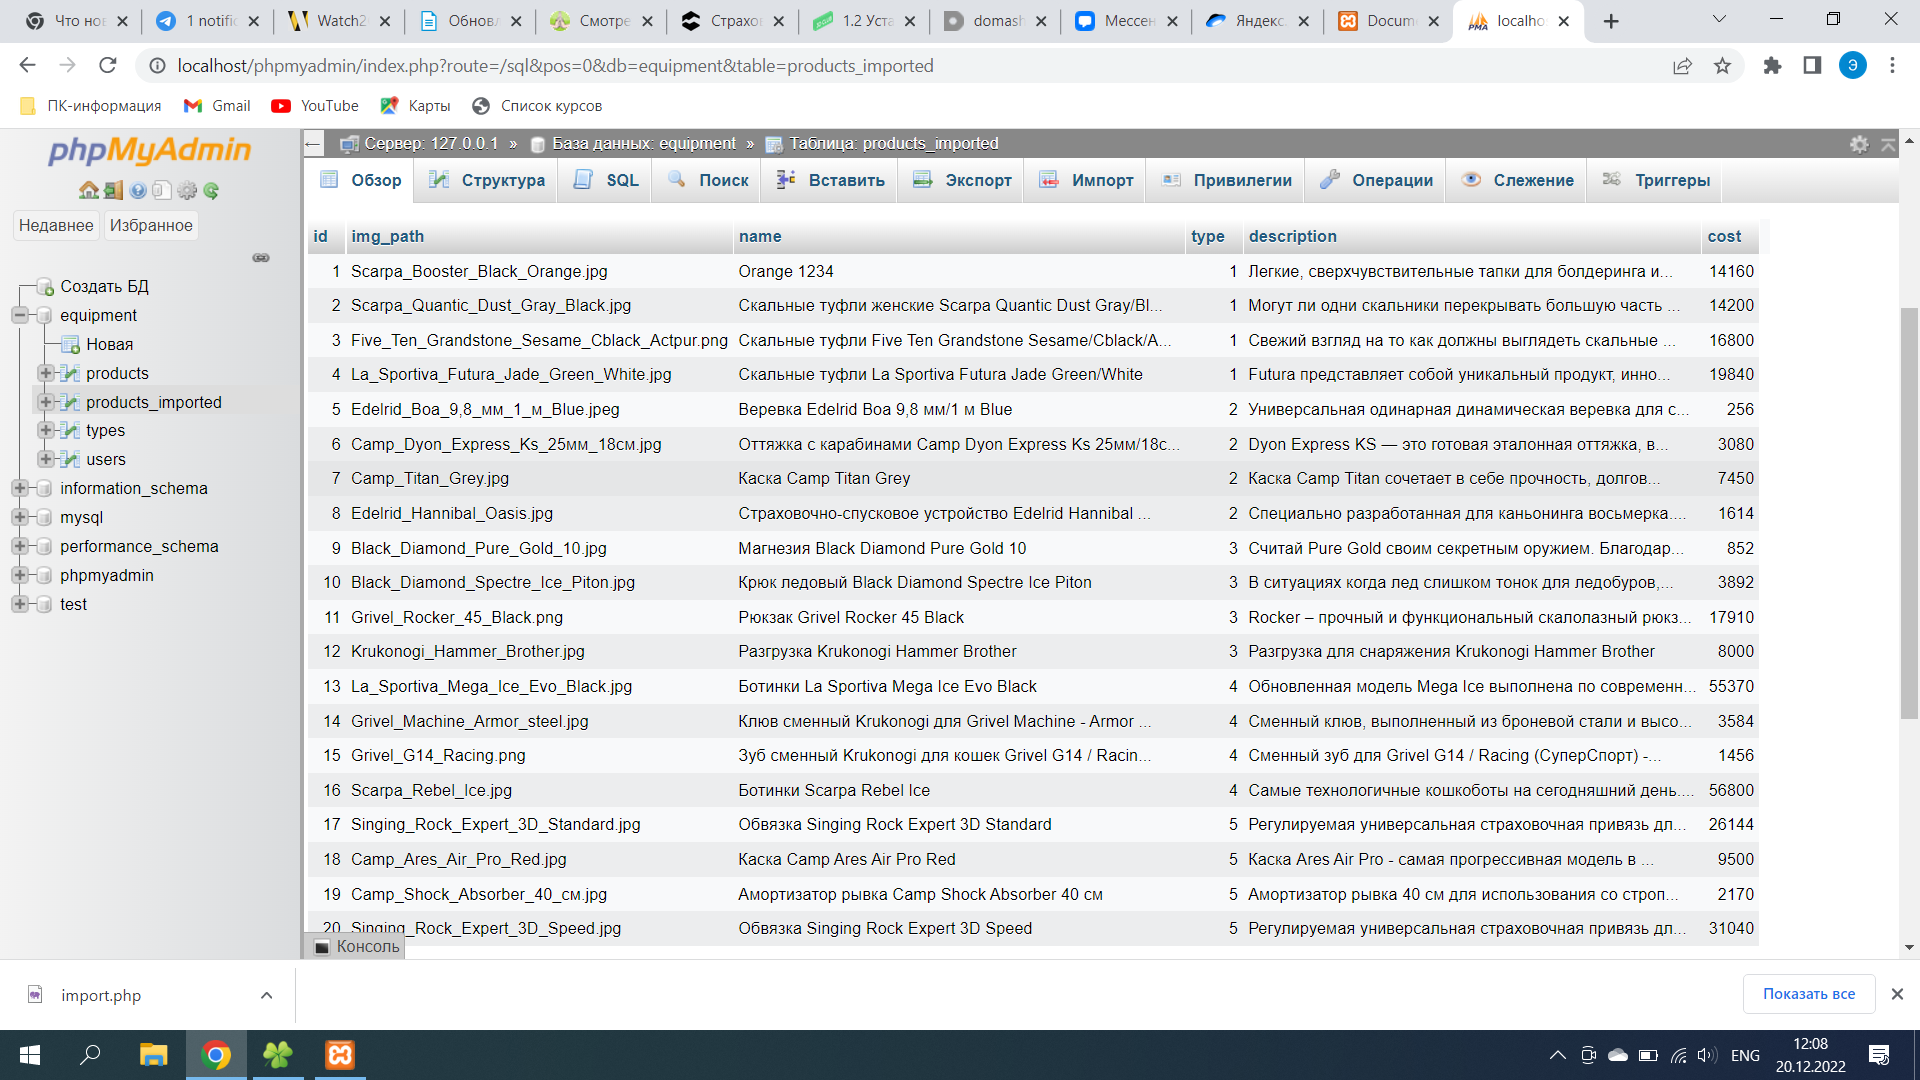 Что нов
1 notific
Watch2
Обновл
Смотре
Страхов
1.2 Уста
domash
Мессен
Яндекс
Docume
localhos
localhost/phpmyadmin/index.php?route=/sql&pos=0&db=equipment&table=products_imported
Э
ПК-информация
Gmail
YouTube
Карты
Список курсов
phpMyAdmin
Недавнее
Избранное
Создать БД
equipment
Новая
products
products_imported
types
users
information_schema
mysql
performance_schema
phpmyadmin
test
Сервер: 127.0.0.1 » База данных: equipment » Таблица: products_imported
Обзор Структура SQL Поиск Вставить Экспорт Импорт Привилегии Операции Слежение Триггеры
id img_path name type description cost
1 Scarpa_Booster_Black_Orange.jpg Orange 1234 1 Легкие, сверхчувствительные тапки для болдеринга и... 14160
2 Scarpa_Quantic_Dust_Gray_Black.jpg Скальные туфли женские Scarpa Quantic Dust Gray/Bl... 1 Могут ли одни скальники перекрывать большую часть ... 14200
3 Five_Ten_Grandstone_Sesame_Cblack_Actpur.png Скальные туфли Five Ten Grandstone Sesame/Cblack/A... 1 Свежий взгляд на то как должны выглядеть скальные ... 16800
4 La_Sportiva_Futura_Jade_Green_White.jpg Скальные туфли La Sportiva Futura Jade Green/White 1 Futura представляет собой уникальный продукт, инно... 19840
5 Edelrid_Boa_9,8_мм_1_м_Blue.jpeg Веревка Edelrid Boa 9,8 мм/1 м Blue 2 Универсальная одинарная динамическая веревка для с... 256
6 Camp_Dyon_Express_Ks_25мм_18см.jpg Оттяжка с карабинами Camp Dyon Express Ks 25мм/18с... 2 Dyon Express KS — это готовая эталонная оттяжка, в... 3080
7 Camp_Titan_Grey.jpg Каска Camp Titan Grey 2 Каска Camp Titan сочетает в себе прочность, долгов... 7450
8 Edelrid_Hannibal_Oasis.jpg Страховочно-спусковое устройство Edelrid Hannibal ... 2 Специально разработанная для каньонинга восьмерка.... 1614
9 Black_Diamond_Pure_Gold_10.jpg Магнезия Black Diamond Pure Gold 10 3 Считай Pure Gold своим секретным оружием. Благодар... 852
10 Black_Diamond_Spectre_Ice_Piton.jpg Крюк ледовый Black Diamond Spectre Ice Piton 3 В ситуациях когда лед слишком тонок для ледобуров,... 3892
11 Grivel_Rocker_45_Black.png Рюкзак Grivel Rocker 45 Black 3 Rocker – прочный и функциональный скалолазный рюкз... 17910
12 Krukonogi_Hammer_Brother.jpg Разгрузка Krukonogi Hammer Brother 3 Разгрузка для снаряжения Krukonogi Hammer Brother 8000
13 La_Sportiva_Mega_Ice_Evo_Black.jpg Ботинки La Sportiva Mega Ice Evo Black 4 Обновленная модель Mega Ice выполнена по современн... 55370
14 Grivel_Machine_Armor_steel.jpg Клюв сменный Krukonogi для Grivel Machine - Armor ... 4 Сменный клюв, выполненный из броневой стали и высо... 3584
15 Grivel_G14_Racing.png Зуб сменный Krukonogi для кошек Grivel G14 / Racin... 4 Сменный зуб для Grivel G14 / Racing (СуперСпорт) -... 1456
16 Scarpa_Rebel_Ice.jpg Ботинки Scarpa Rebel Ice 4 Самые технологичные кошкоботы на сегодняшний день.... 56800
17 Singing_Rock_Expert_3D_Standard.jpg Обвязка Singing Rock Expert 3D Standard 5 Регулируемая универсальная страховочная привязь дл... 26144
18 Camp_Ares_Air_Pro_Red.jpg Каска Camp Ares Air Pro Red 5 Каска Ares Air Pro - самая прогрессивная модель в ... 9500
19 Camp_Shock_Absorber_40_см.jpg Амортизатор рывка Camp Shock Absorber 40 см 5 Амортизатор рывка 40 см для использования со строп... 2170
20 Singing_Rock_Expert_3D_Speed.jpg Обвязка Singing Rock Expert 3D Speed 5 Регулируемая универсальная страховочная привязь дл... 31040
Консоль
import.php
Показать все
ENG
12:08
20.12.2022